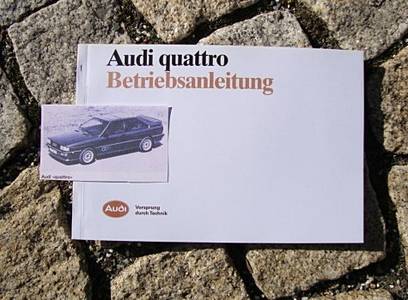 Audi quattro
Betriebsanleitung
Audi »quattro«
Audi
Vorsprung
durch Technik